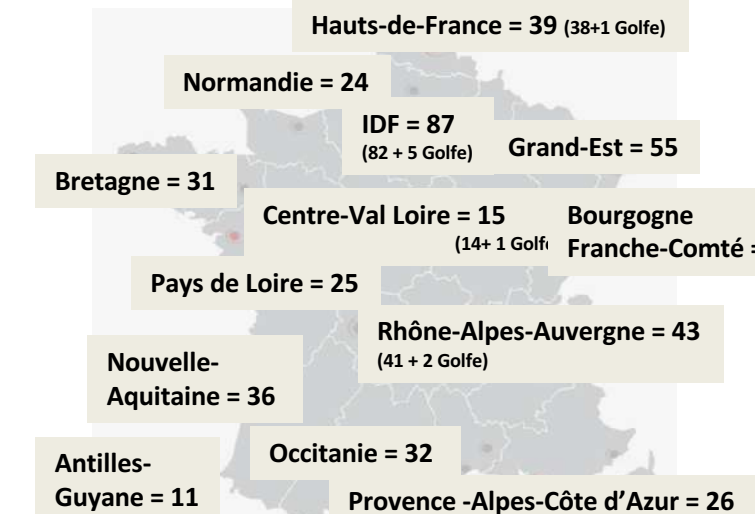 Hauts-de-France = 39 (38+1 Golfe)
Normandie = 24
IDF = 87
(82 + 5 Golfe)
Grand-Est = 55
Bretagne = 31
Centre-Val Loire = 15
(14+ 1 Golfe
Bourgogne
Franche-Comté =
Pays de Loire = 25
Rhône-Alpes-Auvergne = 43
(41 + 2 Golfe)
Nouvelle-
Aquitaine = 36
Occitanie = 32
Antilles-
Guyane = 11
Provence -Alpes-Côte d’Azur = 26